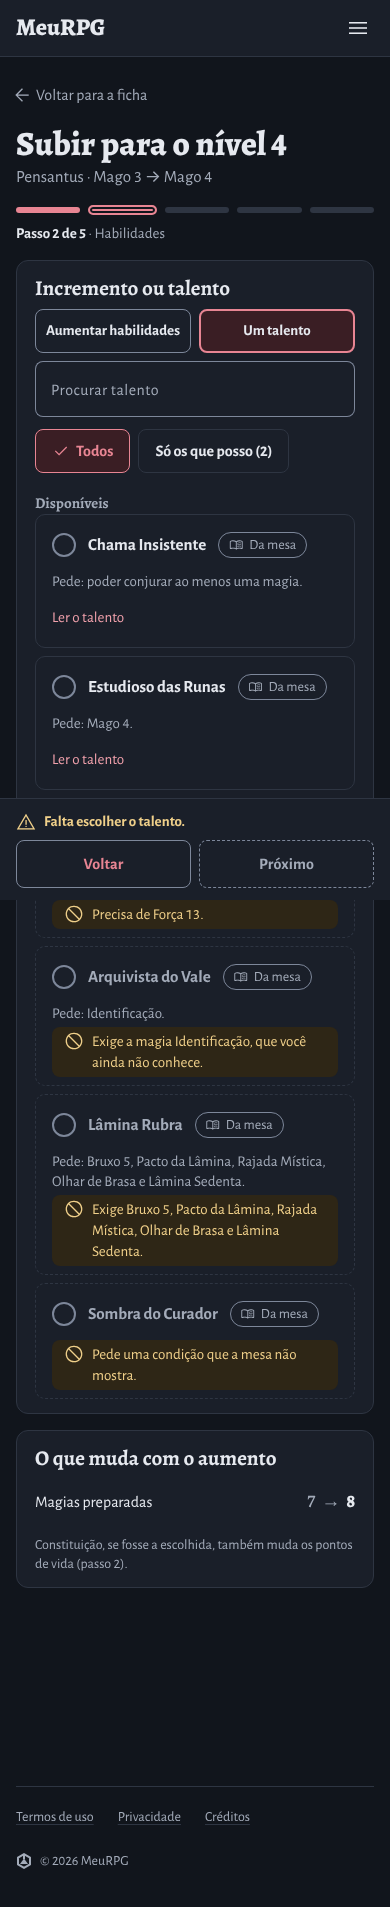 MeuRPG
Voltar para a ficha
Subir para o nível 4
Pensantus · Mago 3 → Mago 4
Passo 2 de 5 · Habilidades
Incremento ou talento
Aumentar habilidades
Um talento
Procurar talento
Todos
Só os que posso (2)
Disponíveis
Chama Insistente
Da mesa
Pede: poder conjurar ao menos uma magia.
Ler o talento
Estudioso das Runas
Da mesa
Pede: Mago 4.
Ler o talento
Falta escolher o talento.
Voltar
Próximo
Precisa de Força 13.
Arquivista do Vale
Da mesa
Pede: Identificação.
Exige a magia Identificação, que você
ainda não conhece.
Lâmina Rubra
Da mesa
Pede: Bruxo 5, Pacto da Lâmina, Rajada Mística,
Olhar de Brasa e Lâmina Sedenta.
Exige Bruxo 5, Pacto da Lâmina, Rajada
Mística, Olhar de Brasa e Lâmina
Sedenta.
Sombra do Curador
Da mesa
Pede uma condição que a mesa não
mostra.
O que muda com o aumento
Magias preparadas
7 → 8
Constituição, se fosse a escolhida, também muda os pontos
de vida (passo 2).
Termos de uso
Privacidade
Créditos
© 2026 MeuRPG